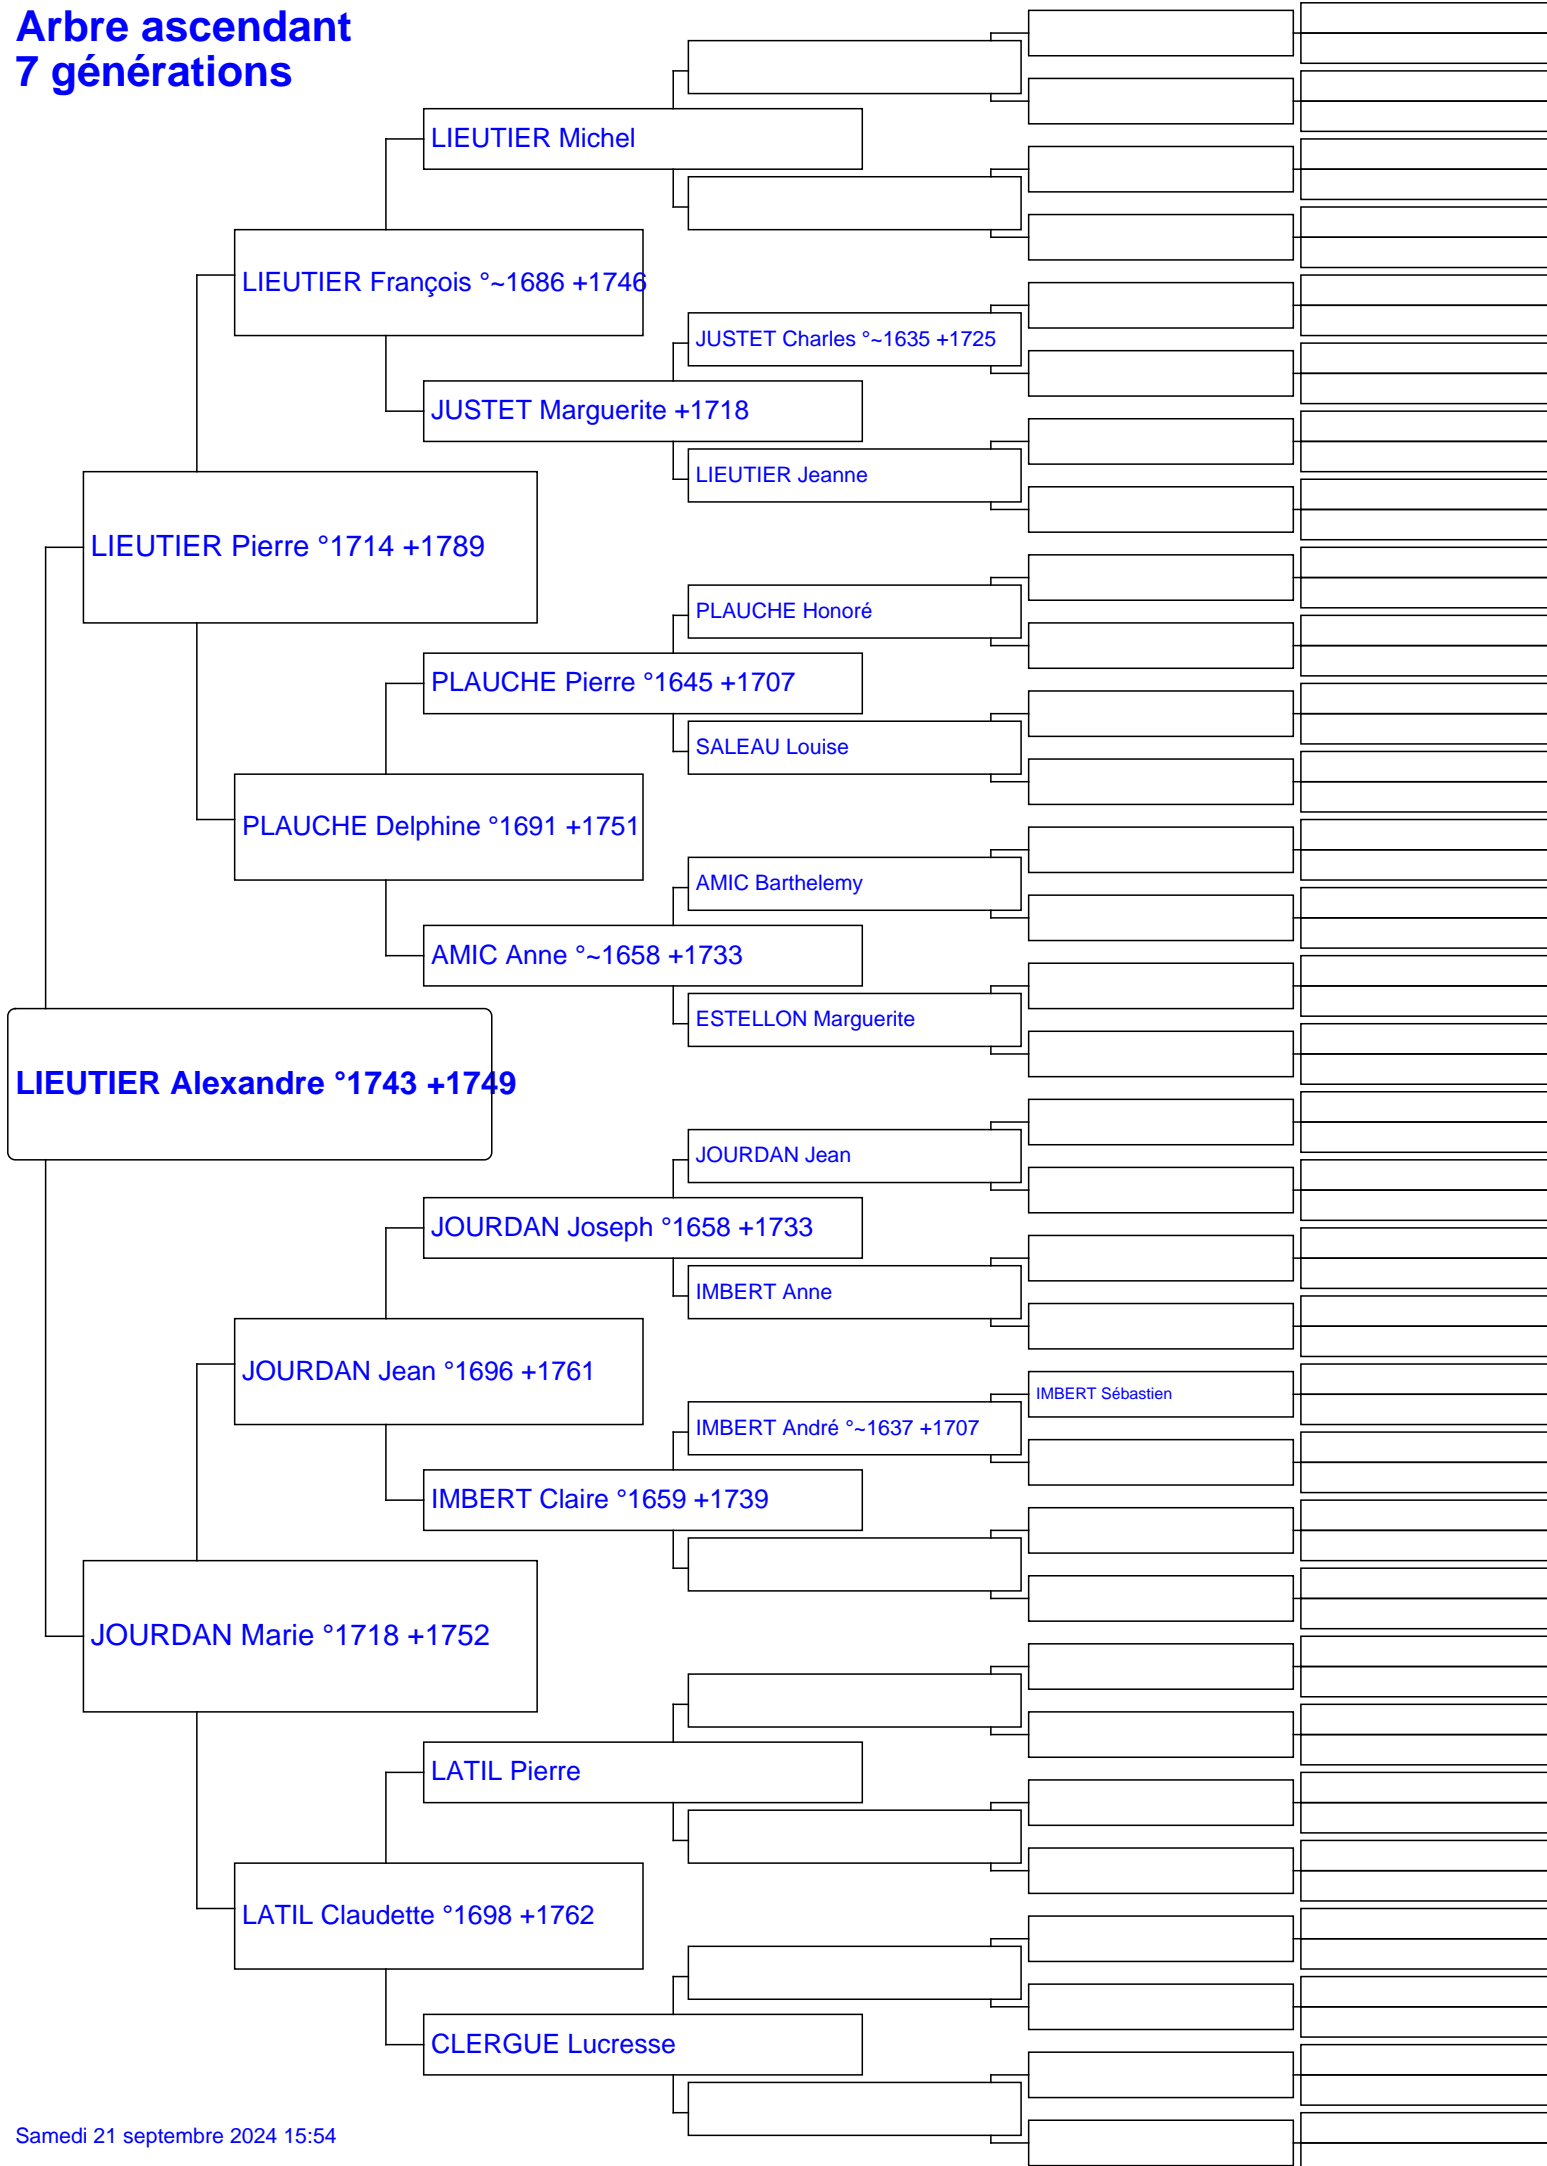 Arbre ascendant
7 générations
LIEUTIER Michel
LIEUTIER François °~1686 +1746
JUSTET Charles °~1635 +1725
JUSTET Marguerite +1718
LIEUTIER Jeanne
LIEUTIER Pierre °1714 +1789
PLAUCHE Honoré
PLAUCHE Pierre °1645 +1707
SALEAU Louise
PLAUCHE Delphine °1691 +1751
AMIC Barthelemy
AMIC Anne °~1658 +1733
ESTELLON Marguerite
LIEUTIER Alexandre °1743 +1749
JOURDAN Jean
JOURDAN Joseph °1658 +1733
IMBERT Anne
JOURDAN Jean °1696 +1761
IMBERT Sébastien
IMBERT André °~1637 +1707
IMBERT Claire °1659 +1739
JOURDAN Marie °1718 +1752
LATIL Pierre
LATIL Claudette °1698 +1762
CLERGUE Lucresse
Samedi 21 septembre 2024 15:54